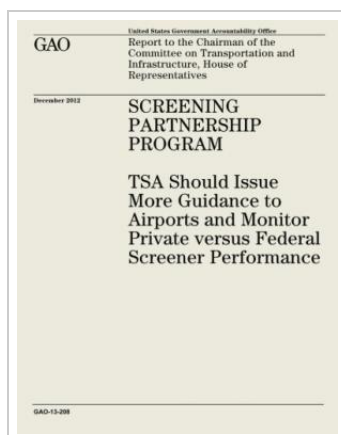 United States Government Accountability Office
GAO
Report to the Chairman of the
Committee on Transportation and
Infrastructure, House of
Representatives
December 2012
SCREENING
PARTNERSHIP
PROGRAM
TSA Should Issue
More Guidance to
Airports and Monitor
Private versus Federal
Screener Performance
GAO-13-208